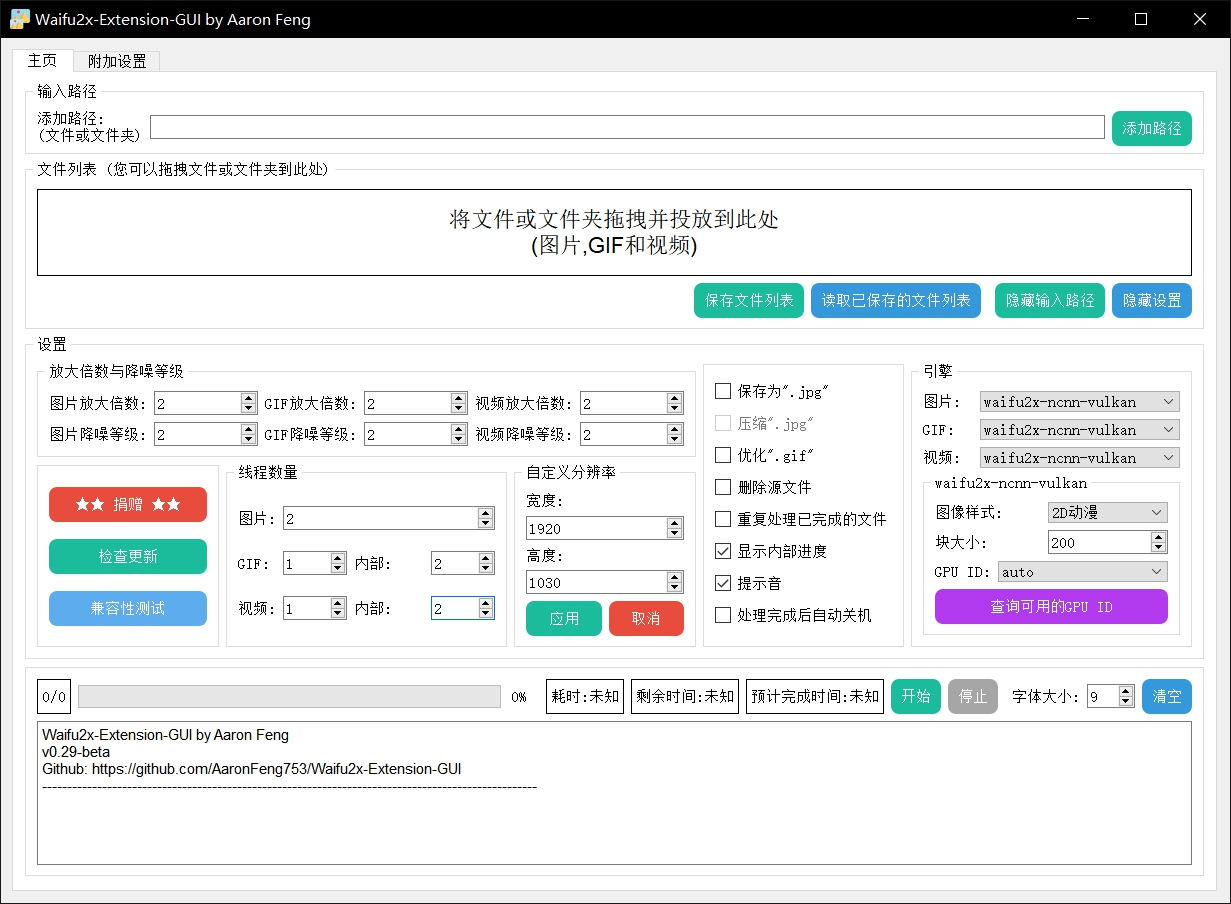 Waifu2x-Extension-GUI by Aaron Feng
主页
附加设置
输入路径
添加路径:
(文件或文件夹)
添加路径
文件列表 (您可以拖拽文件或文件夹到此处)
将文件或文件夹拖拽并投放到此处
(图片,GIF和视频)
保存文件列表
读取已保存的文件列表
隐藏输入路径
隐藏设置
设置
放大倍数与降噪等级
图片放大倍数: 2
GIF放大倍数: 2
视频放大倍数: 2
图片降噪等级: 2
GIF降噪等级: 2
视频降噪等级: 2
★★ 捐赠 ★★
检查更新
兼容性测试
线程数量
图片: 2
GIF: 1
内部: 2
视频: 1
内部: 2
自定义分辨率
宽度:
1920
高度:
1030
应用
取消
保存为".jpg"
压缩".jpg"
优化".gif"
删除源文件
重复处理已完成的文件
显示内部进度
提示音
处理完成后自动关机
引擎
图片: waifu2x-ncnn-vulkan
GIF: waifu2x-ncnn-vulkan
视频: waifu2x-ncnn-vulkan
waifu2x-ncnn-vulkan
图像样式: 2D动漫
块大小: 200
GPU ID: auto
查询可用的GPU ID
0/0
0%
耗时:未知
剩余时间:未知
预计完成时间:未知
开始
停止
字体大小: 9
清空
Waifu2x-Extension-GUI by Aaron Feng
v0.29-beta
Github: https://github.com/AaronFeng753/Waifu2x-Extension-GUI
---------------------------------------------------------------------------------------------------